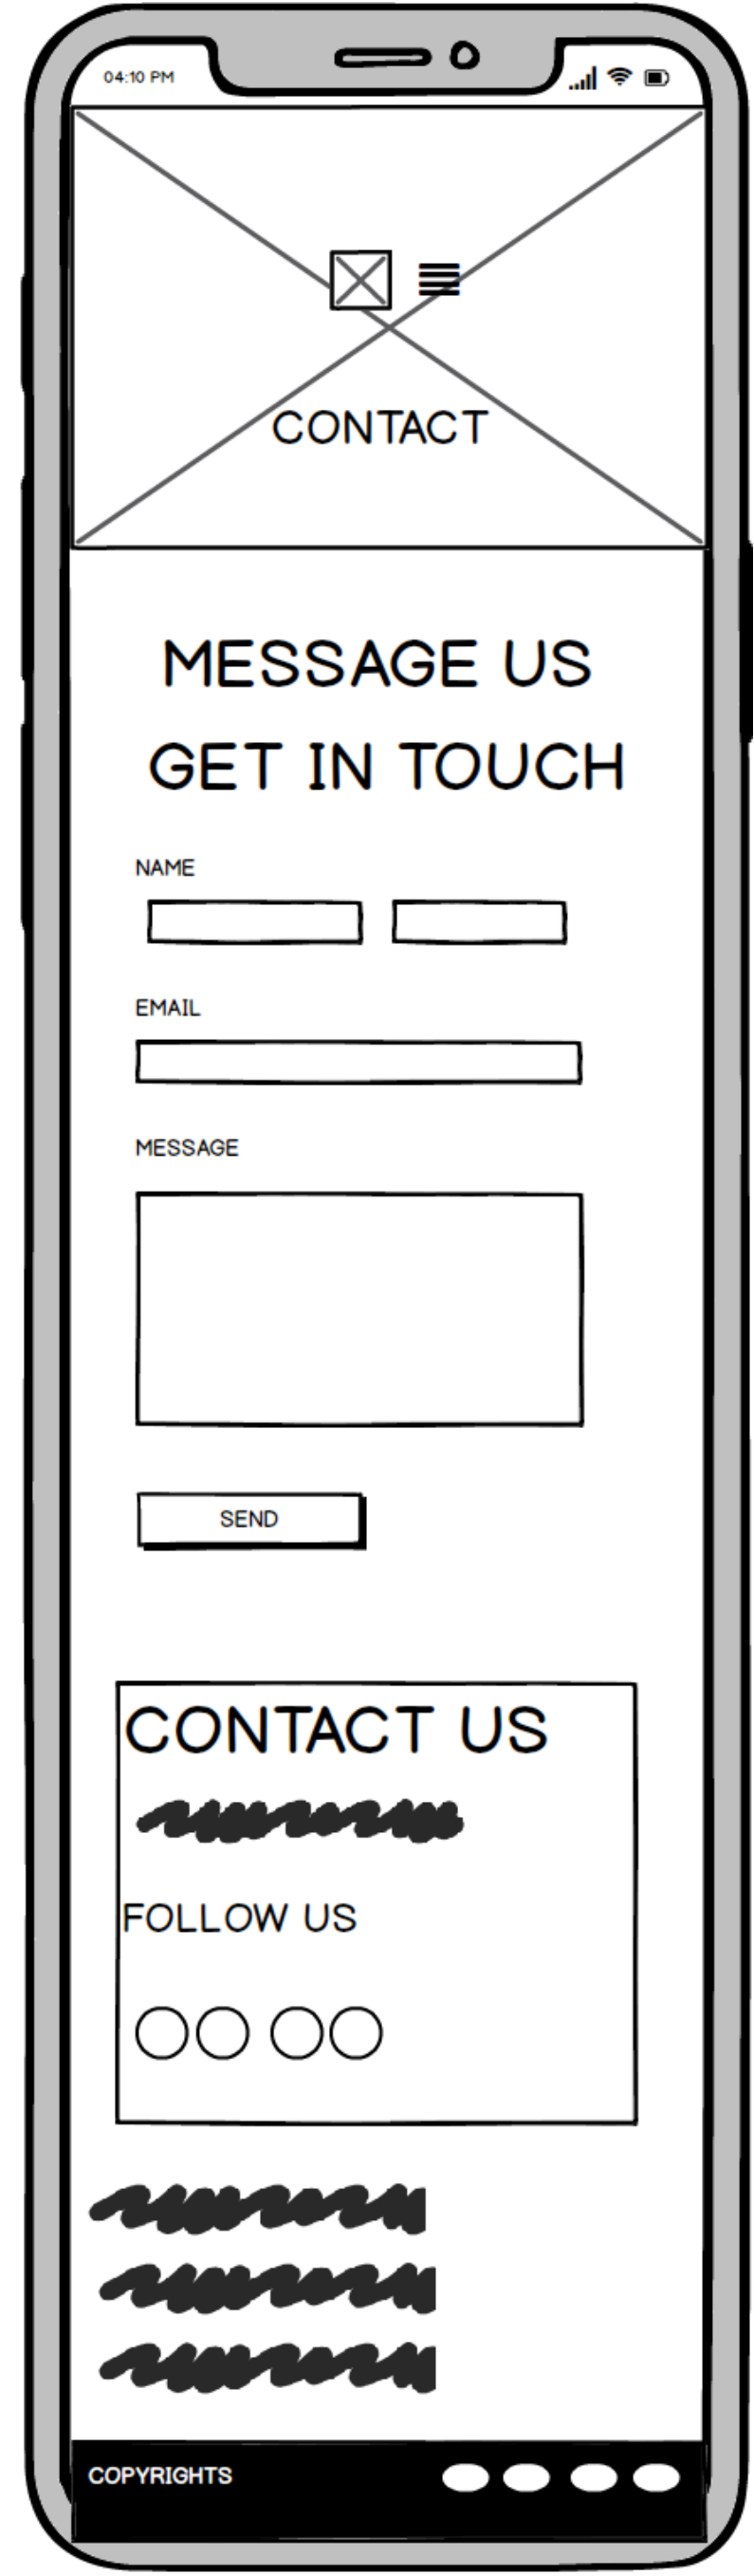 04:10 PM
CONTACT
MESSAGE US
GET IN TOUCH
NAME
EMAIL
MESSAGE
SEND
CONTACT US
FOLLOW US
COPYRIGHTS